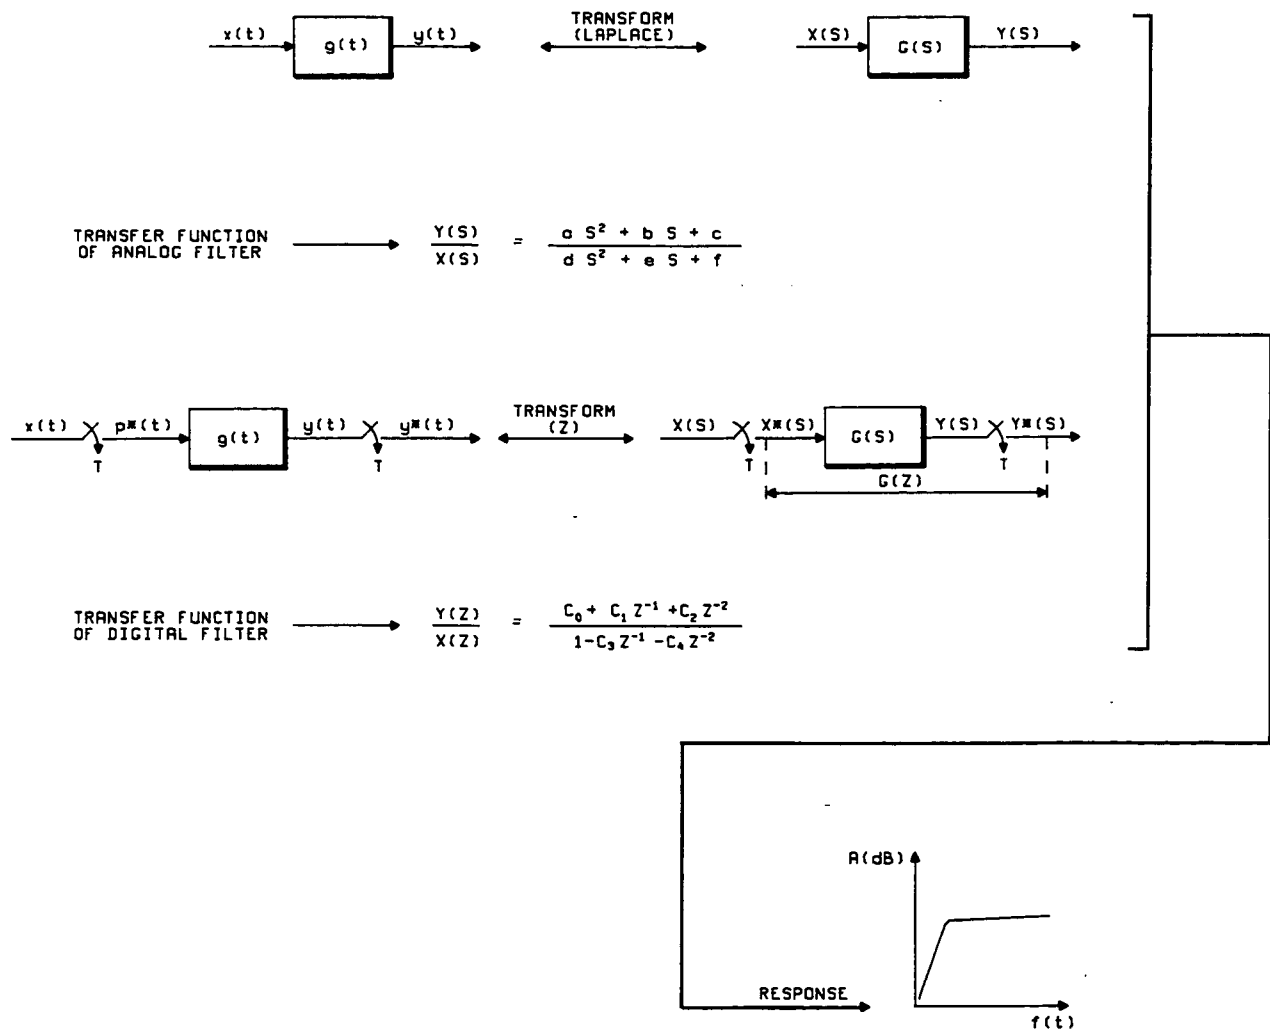 x(t) g(t) y(t) TRANSFORM (LAPLACE) X(S) G(S) Y(S)
TRANSFER FUNCTION OF ANALOG FILTER
Y(S)
X(S)
=
a S² + b S + c
d S² + e S + f
x(t) T p*(t) g(t) y(t) T y*(t) TRANSFORM (Z) X(S) T X*(S) G(S) Y(S) T Y*(S)
G(Z)
TRANSFER FUNCTION OF DIGITAL FILTER
Y(Z)
X(Z)
=
C₀ + C₁ Z⁻¹ + C₂ Z⁻²
1 - C₃ Z⁻¹ - C₄ Z⁻²
A(dB)
RESPONSE
f(t)